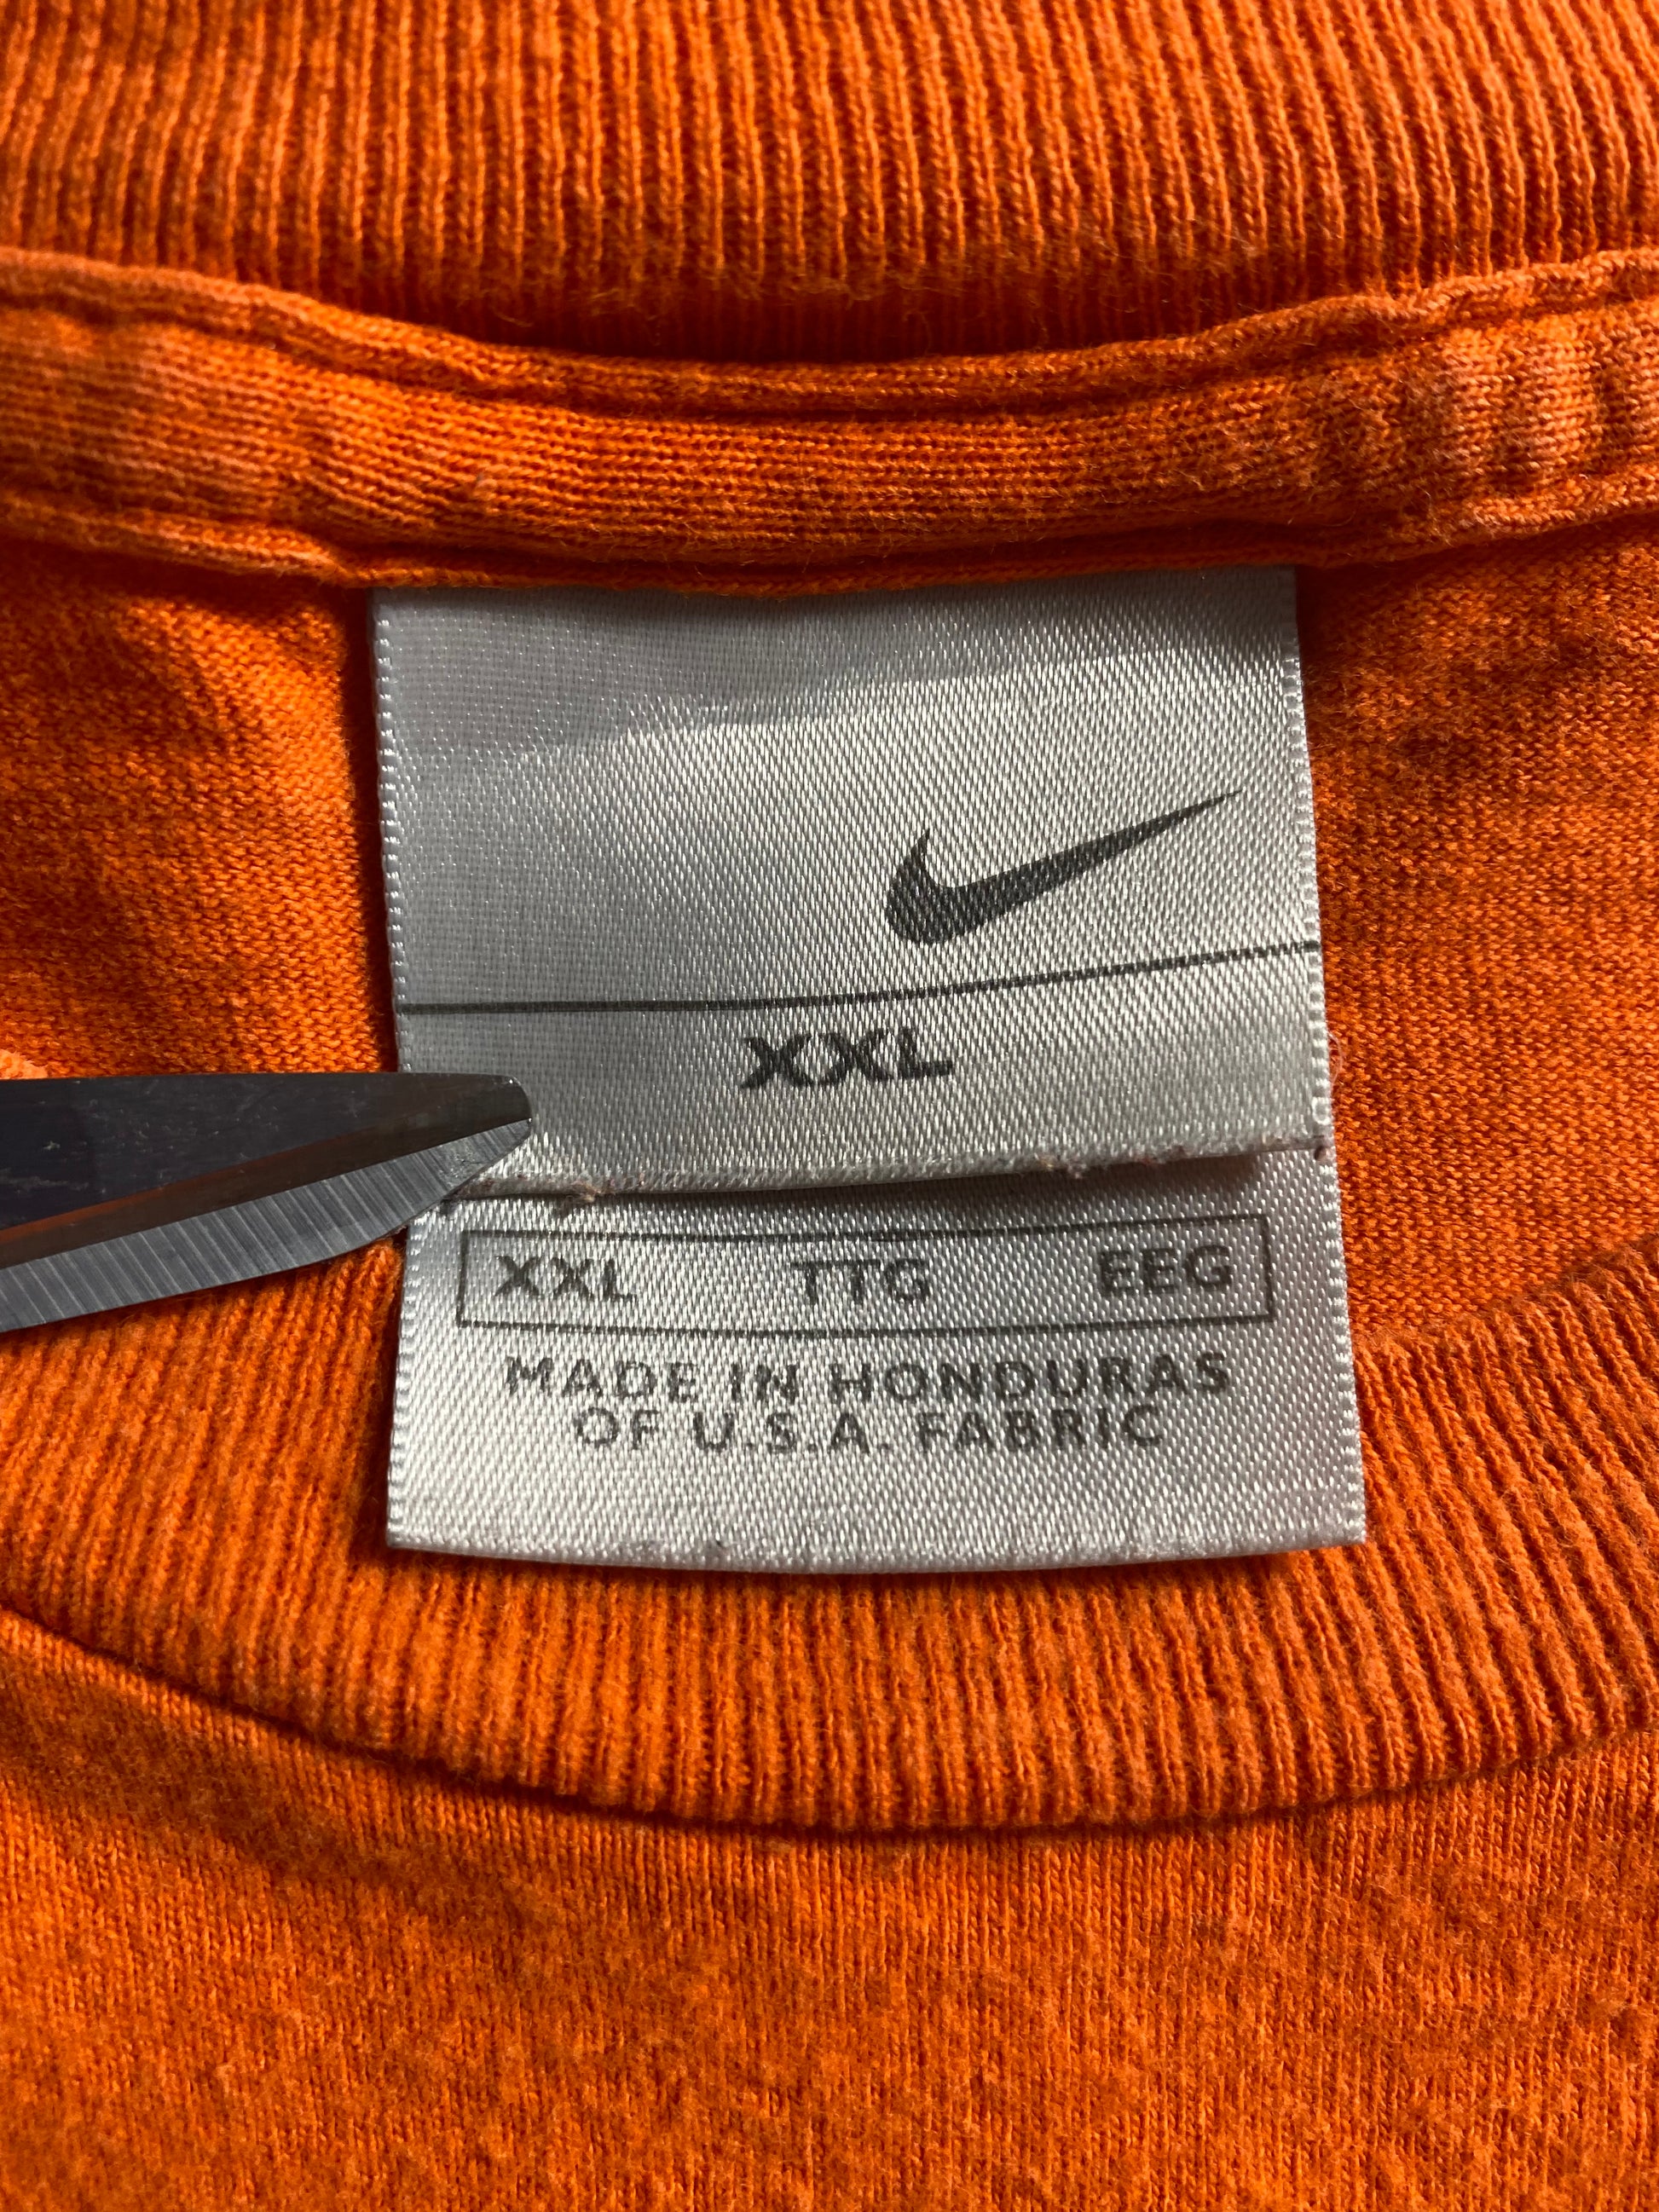 XXL
XXL TTG EEG
MADE IN HONDURAS
OF U.S.A. FABRIC